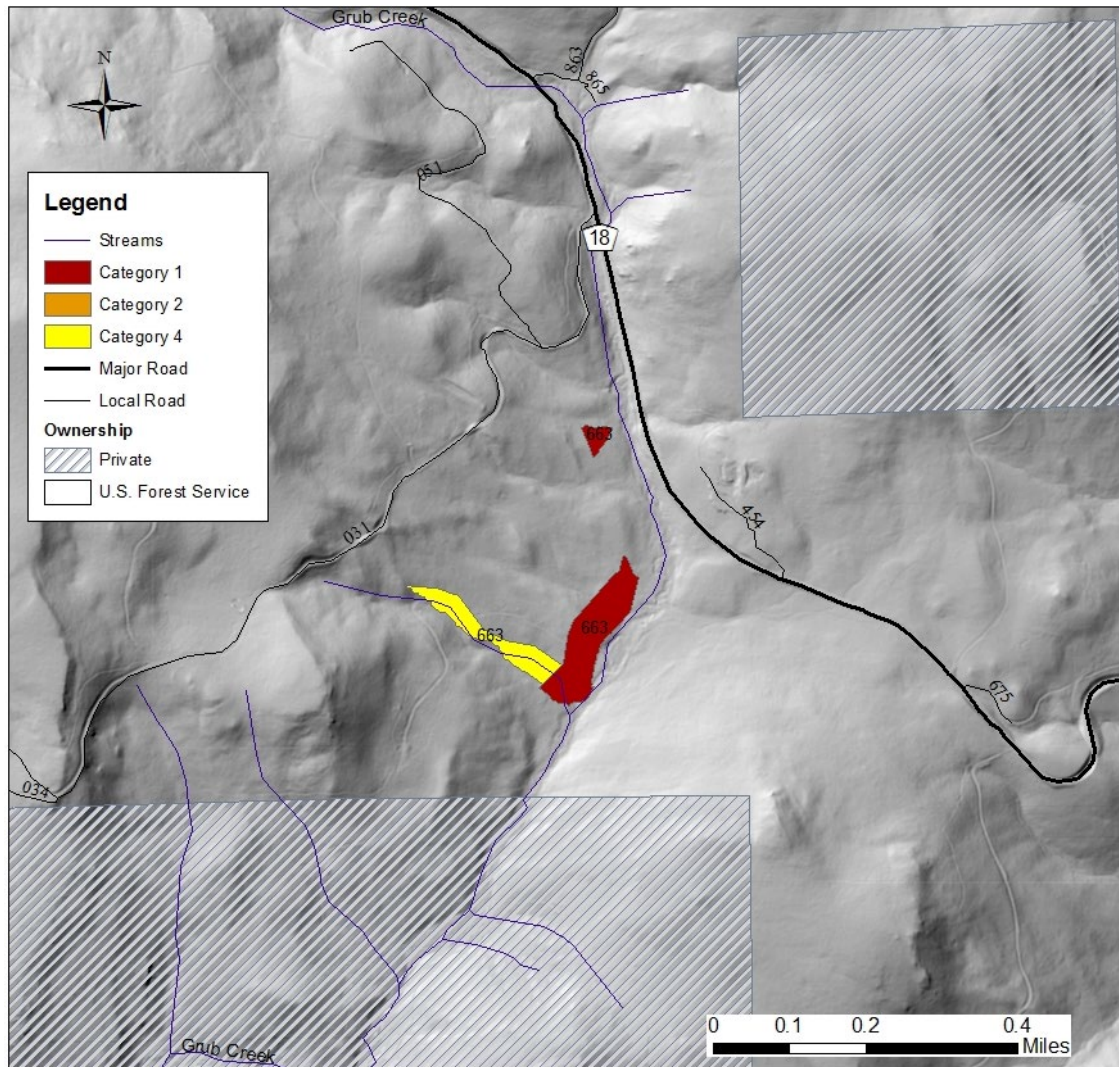 Grub Creek
863
865
N
051
Legend
Streams
Category 1
Category 2
Category 4
Major Road
Local Road
Ownership
Private
U.S. Forest Service
18
663
454
031
663
663
675
034
0 0.1 0.2 0.4
Miles
Grub Creek